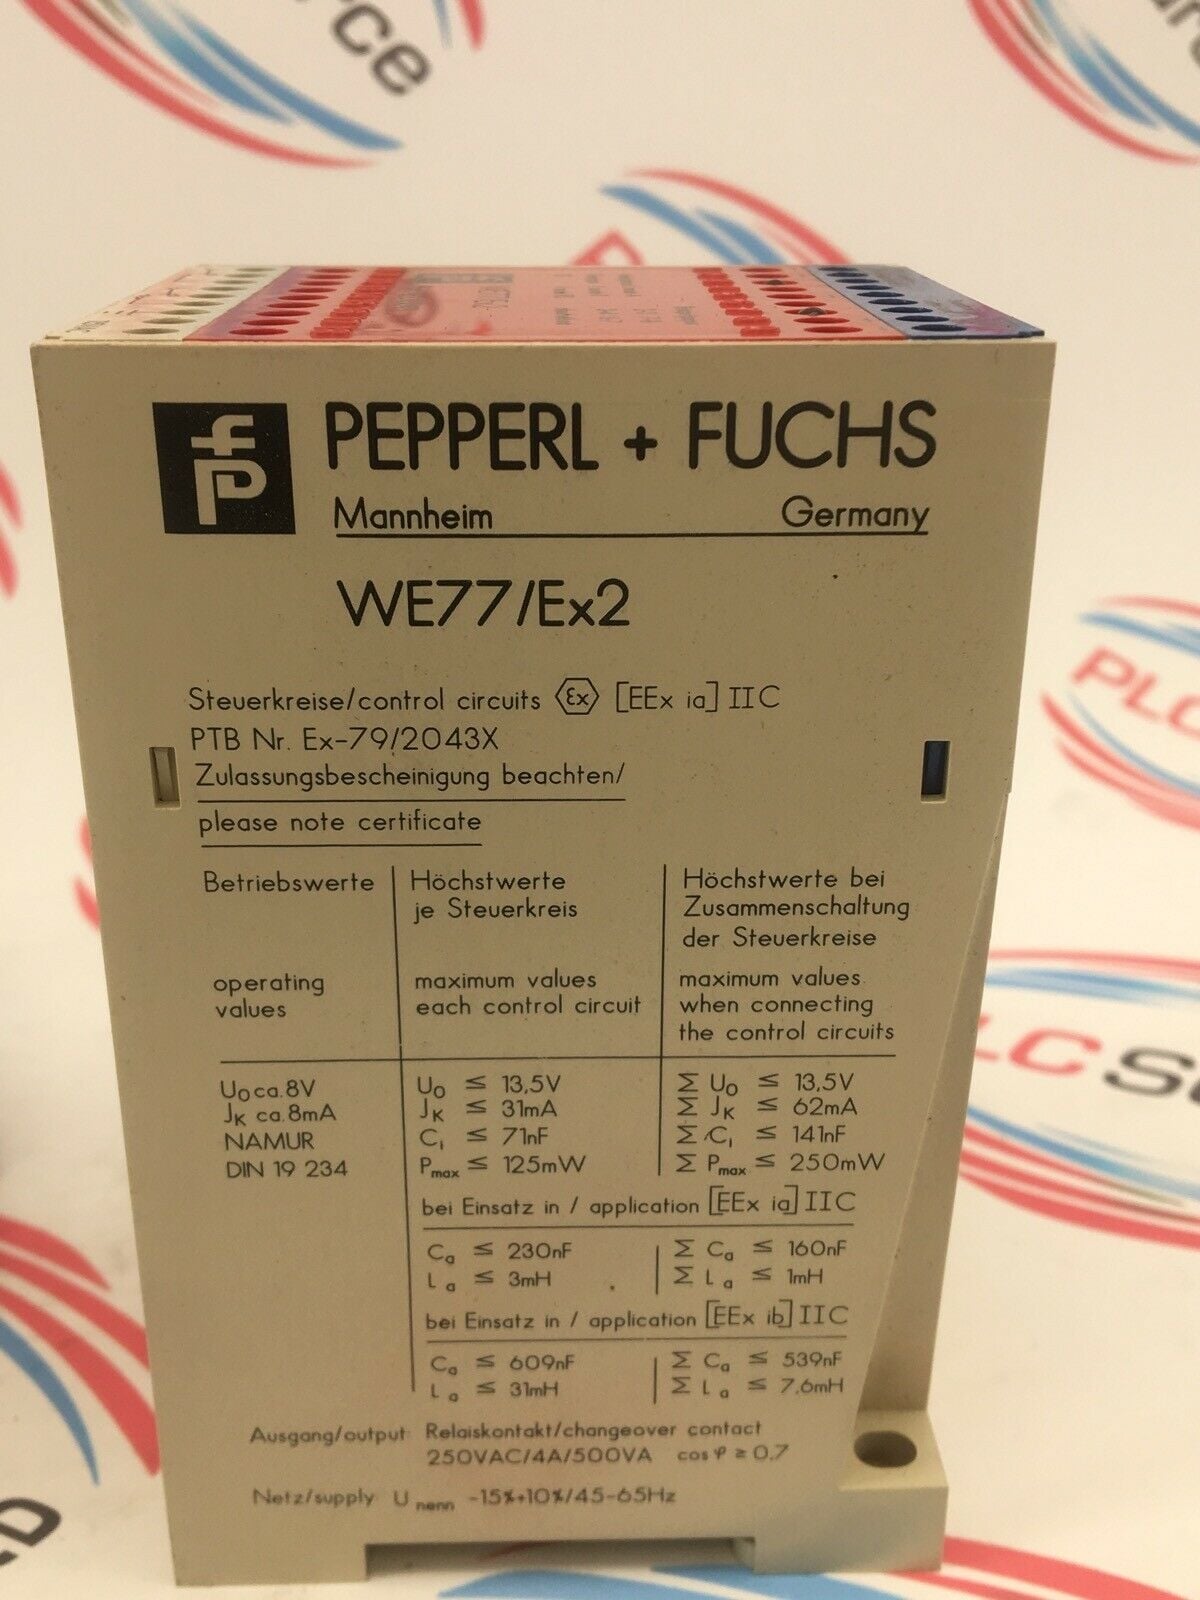 PEPPERL + FUCHS
Mannheim Germany
WE77/Ex2
Steuerkreise/control circuits Ex [EEx ia] IIC
PTB Nr. Ex-79/2043X
Zulassungsbescheinigung beachten/
please note certificate
Betriebswerte
operating
values
Höchstwerte
je Steuerkreis
maximum values
each control circuit
Höchstwerte bei
Zusammenschaltung
der Steuerkreise
maximum values
when connecting
the control circuits
Uo ca. 8V
JK ca. 8mA
NAMUR
DIN 19 234
Uo ≤ 13,5V
JK ≤ 31mA
Ci ≤ 71nF
Pmax ≤ 125mW
Σ Uo ≤ 13,5V
Σ JK ≤ 62mA
Σ Ci ≤ 141nF
Σ Pmax ≤ 250mW
bei Einsatz in / application [EEx ia] IIC
Ca ≤ 230nF Σ Ca ≤ 160nF
La ≤ 3mH Σ La ≤ 1mH
bei Einsatz in / application [EEx ib] IIC
Ca ≤ 609nF Σ Ca ≤ 539nF
La ≤ 31mH Σ La ≤ 7,6mH
Ausgang/output: Relaiskontakt/changeover contact
250VAC/4A/500VA cos φ ≥ 0,7
Netz/supply: U nenn -15%+10%/45-65Hz